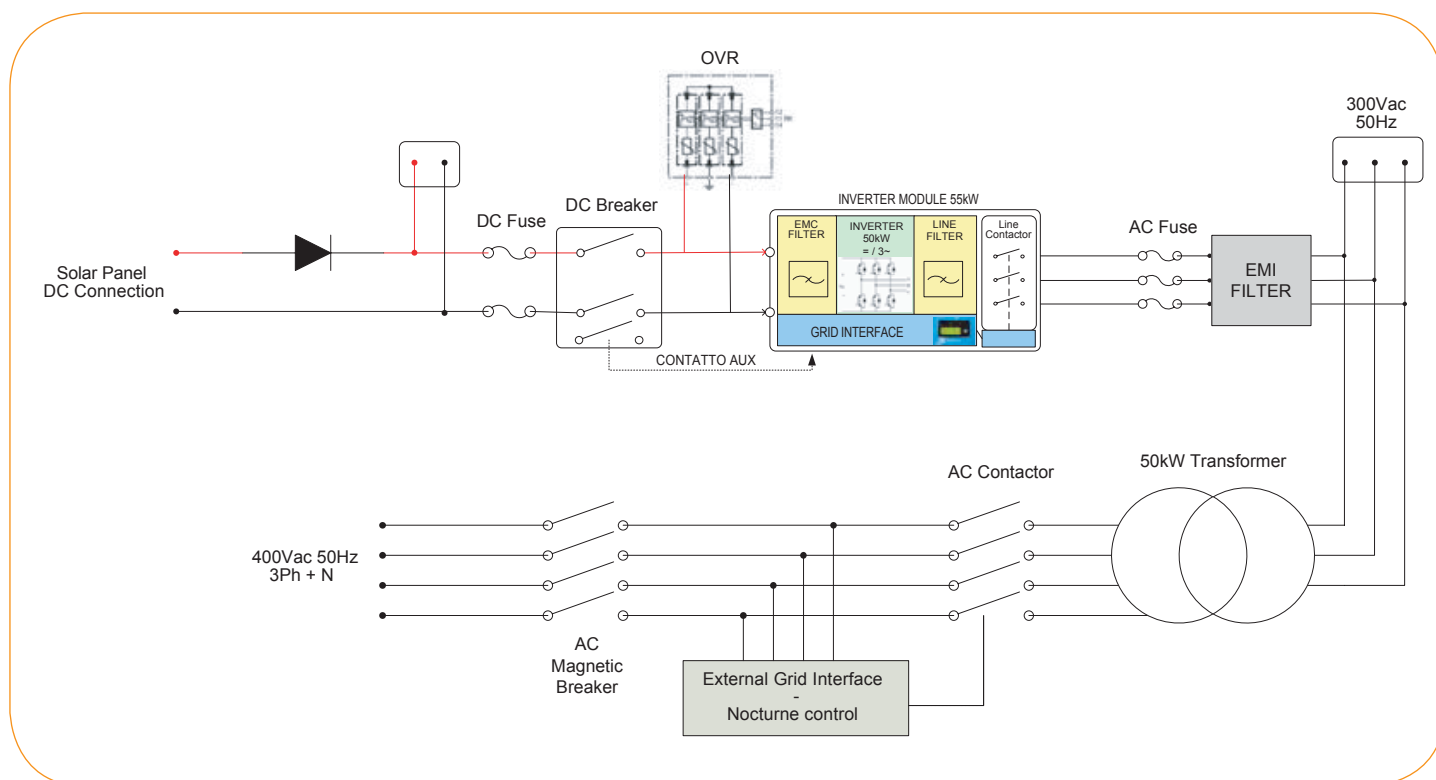 OVR
300Vac
50Hz
DC Fuse
DC Breaker
INVERTER MODULE 55kW
EMC
FILTER
INVERTER
50kW
= / 3~
LINE
FILTER
Line
Contactor
AC Fuse
EMI
FILTER
Solar Panel
DC Connection
GRID INTERFACE
CONTATTO AUX
50kW Transformer
AC Contactor
400Vac 50Hz
3Ph + N
AC
Magnetic
Breaker
External Grid Interface
-
Nocturne control